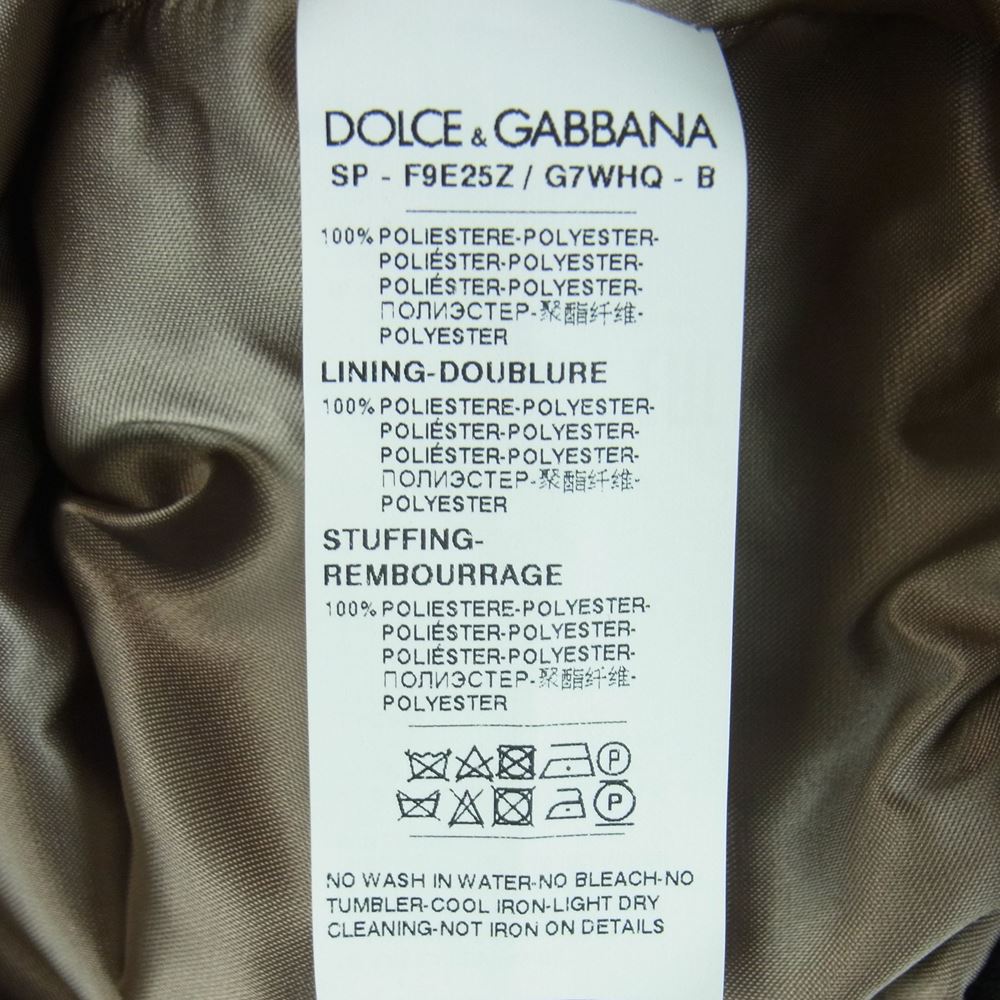 DOLCE & GABBANA
SP - F9E25Z / G7WHQ - B
100% POLIESTERE-POLYESTER-
POLIÉSTER-POLYESTER-
POLIÉSTER-POLYESTER-
ПОЛИЭСТЕР-聚酯纤维-
POLYESTER
LINING-DOUBLURE
100% POLIESTERE-POLYESTER-
POLIÉSTER-POLYESTER-
POLIÉSTER-POLYESTER-
ПОЛИЭСТЕР-聚酯纤维-
POLYESTER
STUFFING-
REMBOURRAGE
100% POLIESTERE-POLYESTER-
POLIÉSTER-POLYESTER-
POLIÉSTER-POLYESTER-
ПОЛИЭСТЕР-聚酯纤维-
POLYESTER
P
P
NO WASH IN WATER-NO BLEACH-NO
TUMBLER-COOL IRON-LIGHT DRY
CLEANING-NOT IRON ON DETAILS